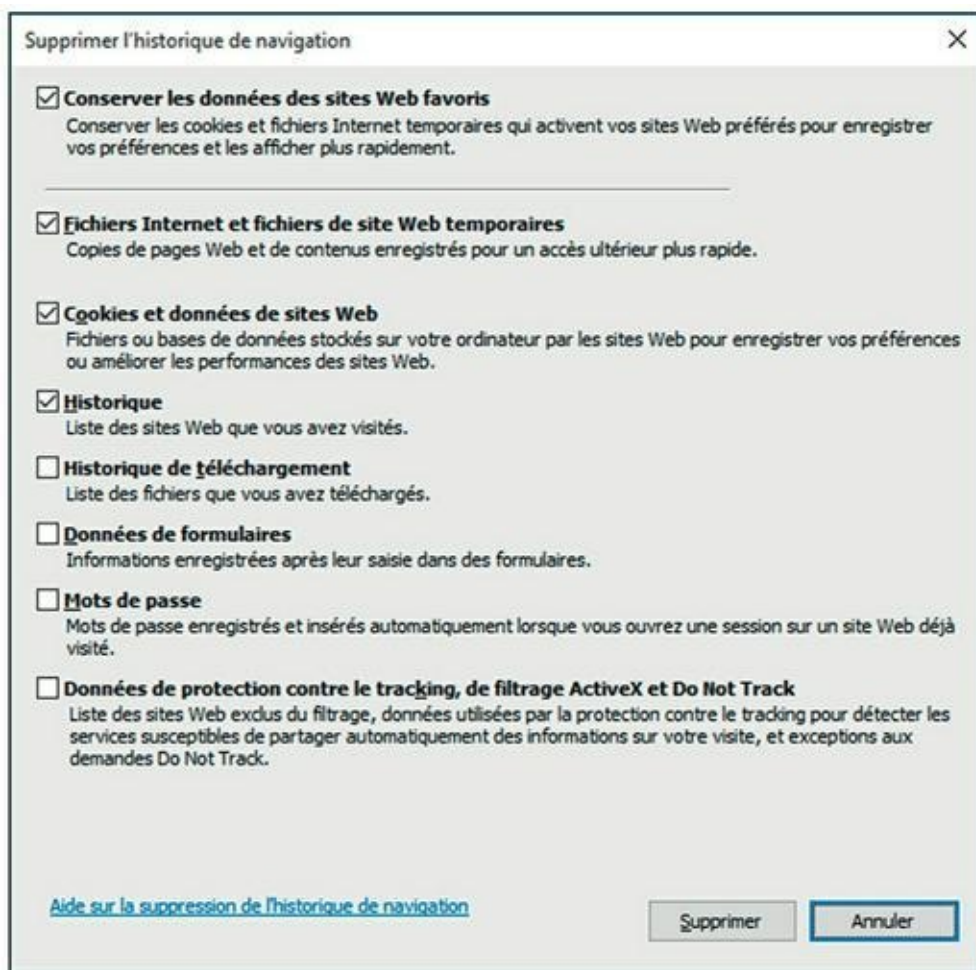 Supprimer l'historique de navigation
Conserver les données des sites Web favoris
Conserver les cookies et fichiers Internet temporaires qui activent vos sites Web préférés pour enregistrer
vos préférences et les afficher plus rapidement.
Fichiers Internet et fichiers de site Web temporaires
Copies de pages Web et de contenus enregistrés pour un accès ultérieur plus rapide.
Cookies et données de sites Web
Fichiers ou bases de données stockés sur votre ordinateur par les sites Web pour enregistrer vos préférences
ou améliorer les performances des sites Web.
Historique
Liste des sites Web que vous avez visités.
Historique de téléchargement
Liste des fichiers que vous avez téléchargés.
Données de formulaires
Informations enregistrées après leur saisie dans des formulaires.
Mots de passe
Mots de passe enregistrés et insérés automatiquement lorsque vous ouvrez une session sur un site Web déjà
visité.
Données de protection contre le tracking, de filtrage ActiveX et Do Not Track
Liste des sites Web exclus du filtrage, données utilisées par la protection contre le tracking pour détecter les
services susceptibles de partager automatiquement des informations sur votre visite, et exceptions aux
demandes Do Not Track.
Aide sur la suppression de l'historique de navigation
Supprimer
Annuler